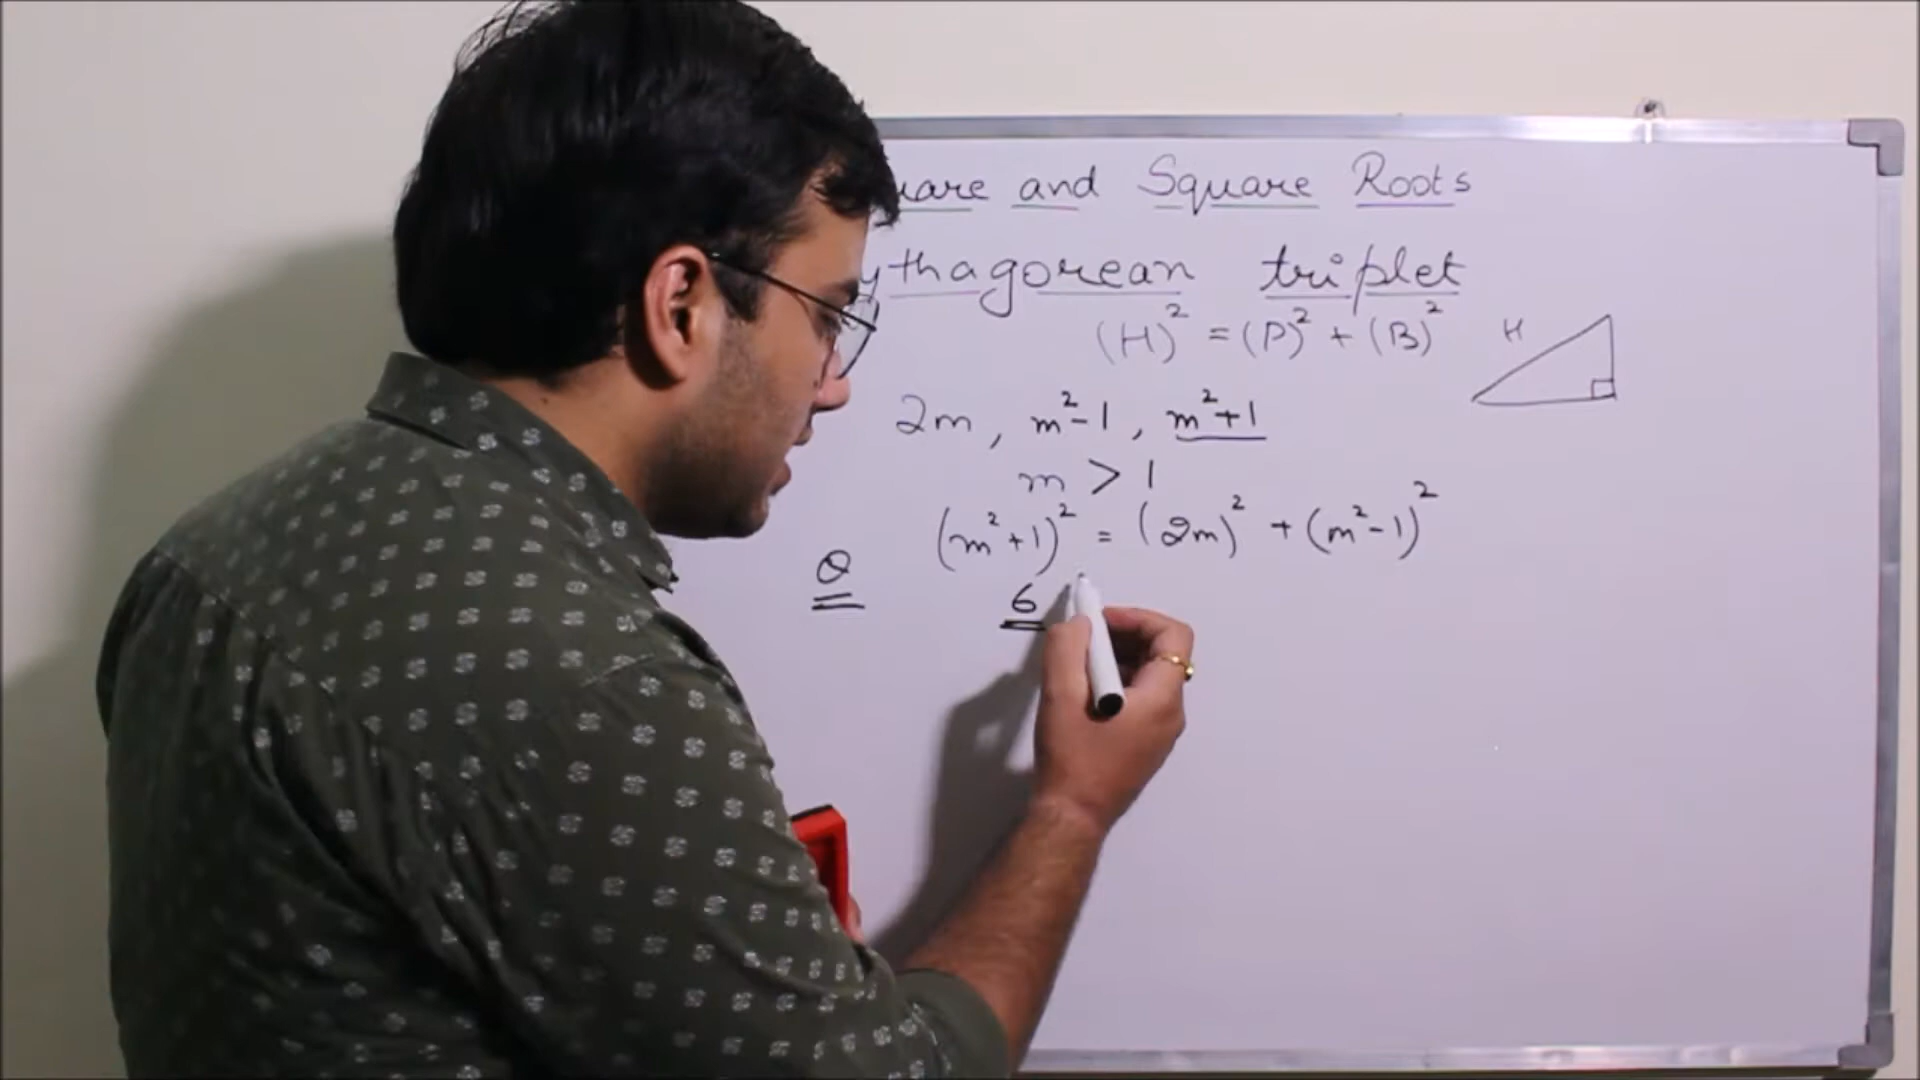 and Square Roots
triplet
(H)² = (P)² + (B)²
H
2m, m²-1, m²+1
m > 1
(m²+1)² = (2m)² + (m²-1)²
Q
6